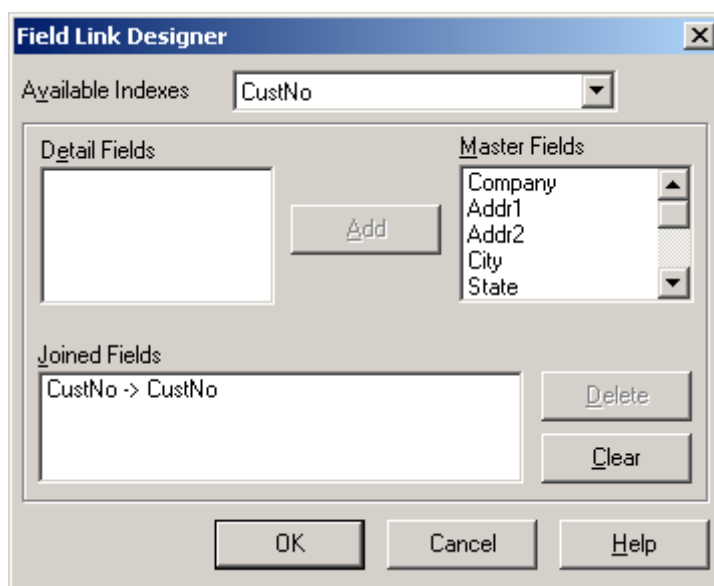 Field Link Designer
Available Indexes
CustNo
Detail Fields
Master Fields
Add
Company
Addr1
Addr2
City
State
Joined Fields
CustNo -> CustNo
Delete
Clear
OK
Cancel
Help